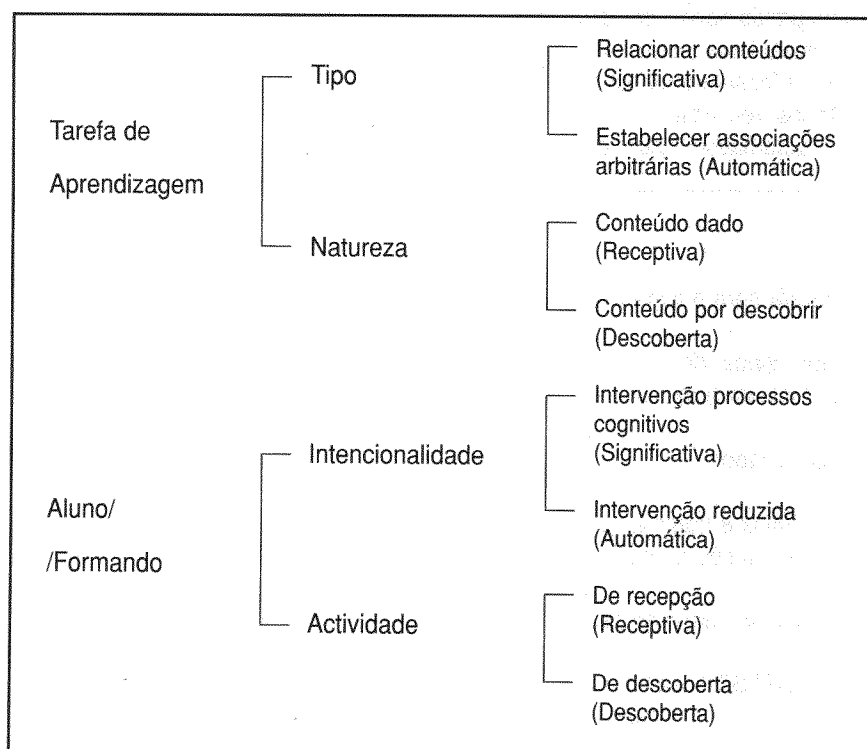 Tarefa de
Aprendizagem
Tipo
Relacionar conteúdos
(Significativa)
Estabelecer associações
arbitrárias (Automática)
Natureza
Conteúdo dado
(Receptiva)
Conteúdo por descobrir
(Descoberta)
Aluno/
/Formando
Intencionalidade
Intervenção processos
cognitivos
(Significativa)
Intervenção reduzida
(Automática)
Actividade
De recepção
(Receptiva)
De descoberta
(Descoberta)